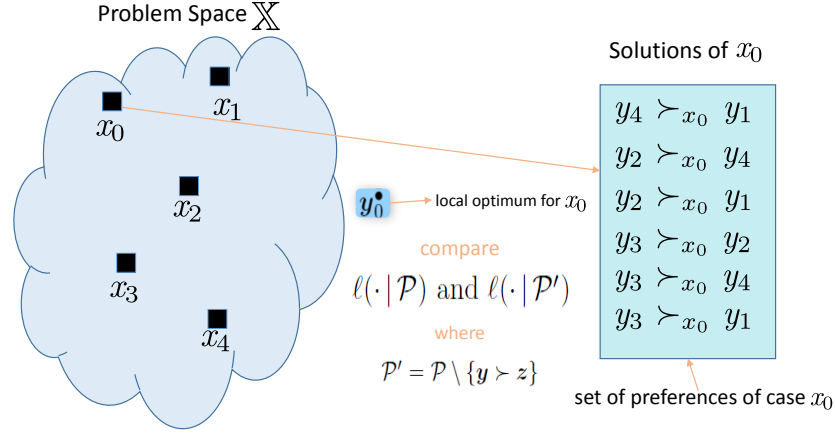 Problem Space 𝕏
x₀
x₁
x₂
x₃
x₄
y₀• local optimum for x₀
compare
ℓ(· | 𝒫) and ℓ(· | 𝒫′)
where
𝒫′ = 𝒫 \ {y ≻ z}
Solutions of x₀
y₄ ≻ₓ₀ y₁
y₂ ≻ₓ₀ y₄
y₂ ≻ₓ₀ y₁
y₃ ≻ₓ₀ y₂
y₃ ≻ₓ₀ y₄
y₃ ≻ₓ₀ y₁
set of preferences of case x₀